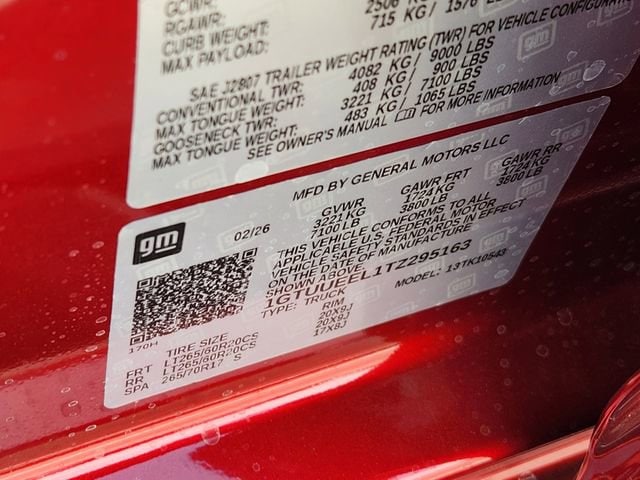 GCWR:
RGAWR: 2506 KG
CURB WEIGHT: 715 KG/ 1576
MAX PAYLOAD:
SAE J2807 TRAILER WEIGHT RATING (TWR) FOR VEHICLE
CONVENTIONAL TWR: 4082 KG/ 9000 LBS
MAX TONGUE WEIGHT: 408 KG/ 900 LBS
GOOSENECK TWR: 3221 KG/ 7100 LBS
MAX TONGUE WEIGHT: 483 KG/ 1065 LBS
SEE OWNER'S MANUAL FOR MORE INFORMATION
MFD BY GENERAL MOTORS LLC
gm 02/26
GVWR GAWR FRT GAWR RR
3221 KG 1724 KG 1724 KG
7100 LB 3800 LB 3800 LB
THIS VEHICLE CONFORMS TO ALL
APPLICABLE U.S. FEDERAL MOTOR
VEHICLE SAFETY STANDARDS IN EFFECT
ON THE DATE OF MANUFACTURE
SHOWN ABOVE
1GTUUEEL1TZ295163
TYPE: TRUCK MODEL: 13TK10543
170H
TIRE SIZE RIM
FRT LT265/60R20CS 20X9J
RR LT265/60R20CS 20X9J
SPA 265/70R17 S 17X8J